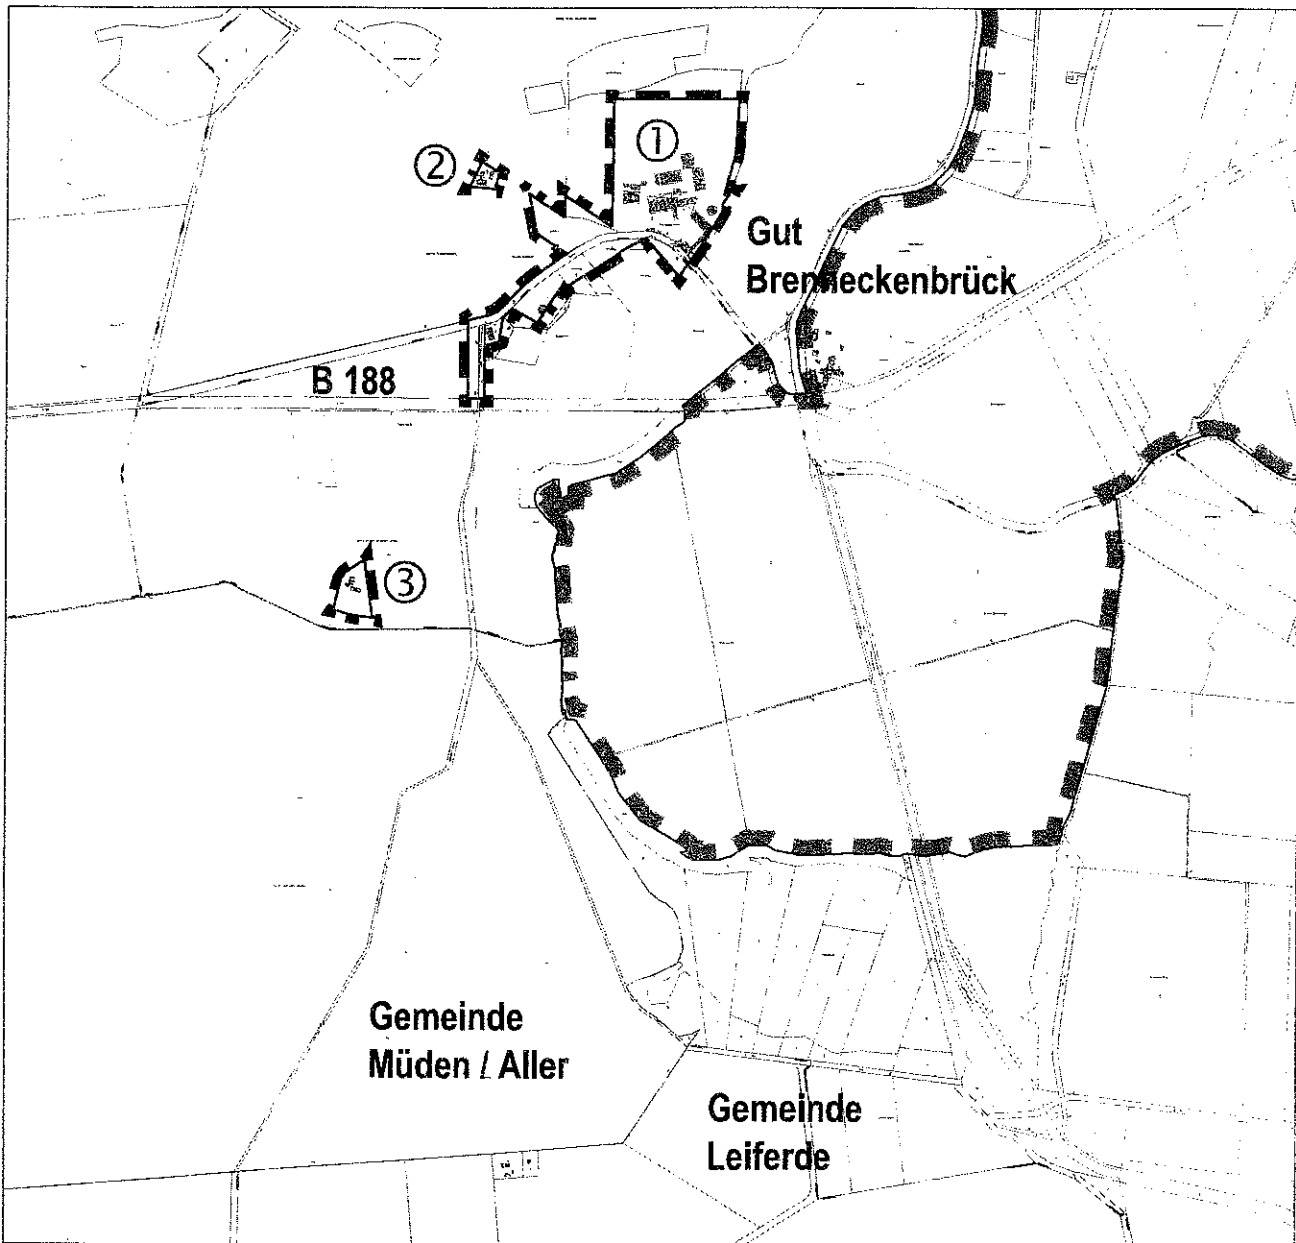 ①
②
Gut
Brenneckenbrück
B 188
③
Gemeinde
Müden / Aller
Gemeinde
Leiferde